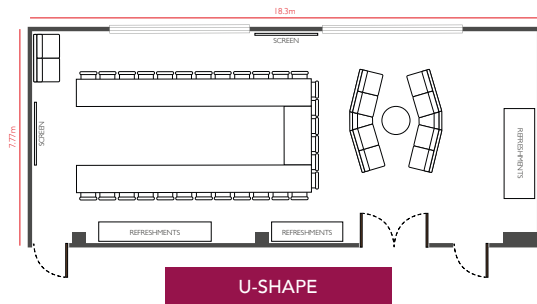 18.3m
SCREEN
7.77m
SCREEN
REFRESHMENTS
REFRESHMENTS
REFRESHMENTS
U-SHAPE